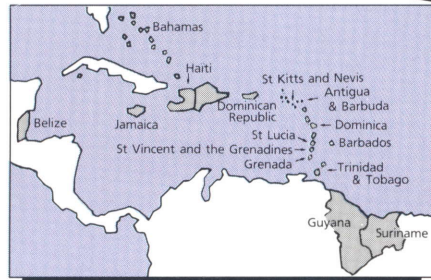 Bahamas
Haiti
St Kitts and Nevis
Antigua
& Barbuda
Dominican
Republic
Belize
Jamaica
Dominica
St Lucia
Barbados
St Vincent and the Grenadines
Grenada
Trinidad
& Tobago
Guyana
Suriname